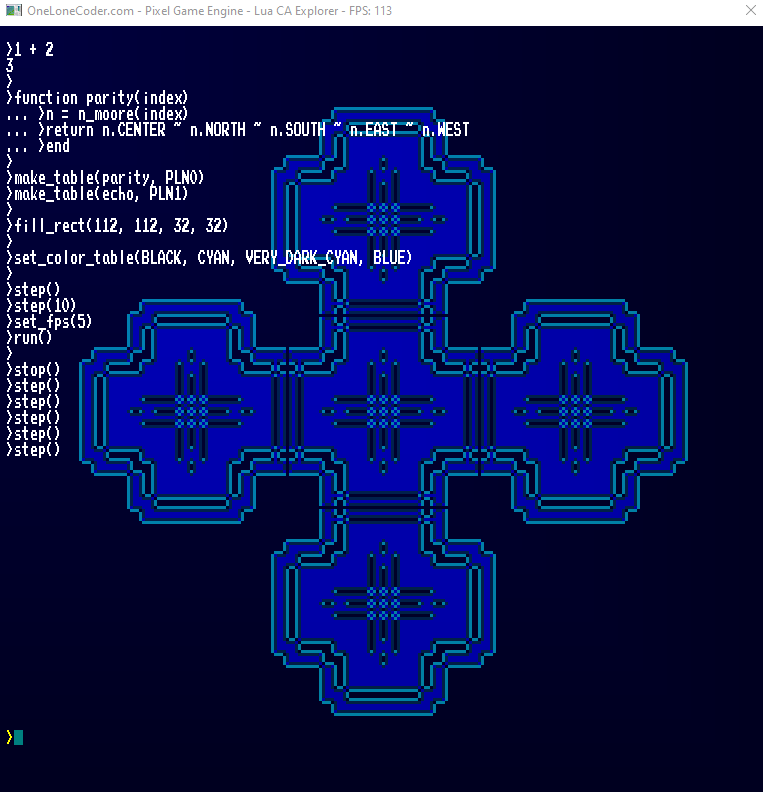 OneLoneCoder.com - Pixel Game Engine - Lua CA Explorer - FPS: 113
>1 + 2
3
>
>function parity(index)
... >n = n_moore(index)
... >return n.CENTER ~ n.NORTH ~ n.SOUTH ~ n.EAST ~ n.WEST
... >end
>
>make_table(parity, PLN0)
>make_table(echo, PLN1)
>
>fill_rect(112, 112, 32, 32)
>
>set_color_table(BLACK, CYAN, VERY_DARK_CYAN, BLUE)
>
>step()
>step(10)
>set_fps(5)
>run()
>
>stop()
>step()
>step()
>step()
>step()
>step()
>